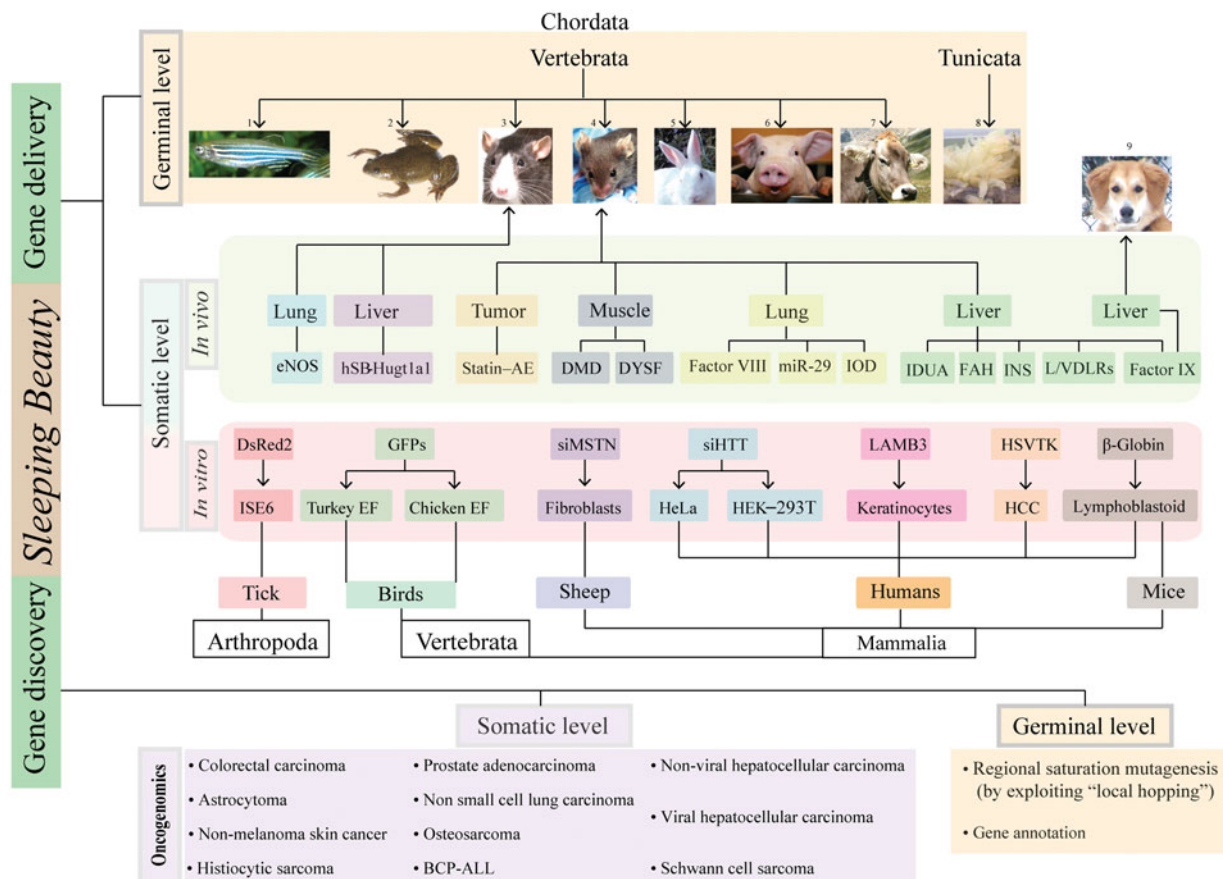 Chordata
Vertebrata
Tunicata
Germinal level
1
2
3
4
5
6
7
8
9
Gene delivery
Sleeping Beauty
Gene discovery
Somatic level
In vivo
Lung
Liver
Tumor
Muscle
Lung
Liver
Liver
eNOS
hSB-Hugt1a1
Statin–AE
DMD
DYSF
Factor VIII
miR-29
IOD
IDUA
FAH
INS
L/VDLRs
Factor IX
In vitro
DsRed2
GFPs
siMSTN
siHTT
LAMB3
HSVTK
β-Globin
ISE6
Turkey EF
Chicken EF
Fibroblasts
HeLa
HEK–293T
Keratinocytes
HCC
Lymphoblastoid
Tick
Birds
Sheep
Humans
Mice
Arthropoda
Vertebrata
Mammalia
Somatic level
Germinal level
Oncogenomics
• Colorectal carcinoma
• Astrocytoma
• Non-melanoma skin cancer
• Histiocytic sarcoma
• Prostate adenocarcinoma
• Non small cell lung carcinoma
• Osteosarcoma
• BCP-ALL
• Non-viral hepatocellular carcinoma
• Viral hepatocellular carcinoma
• Schwann cell sarcoma
• Regional saturation mutagenesis
(by exploiting “local hopping”)
• Gene annotation